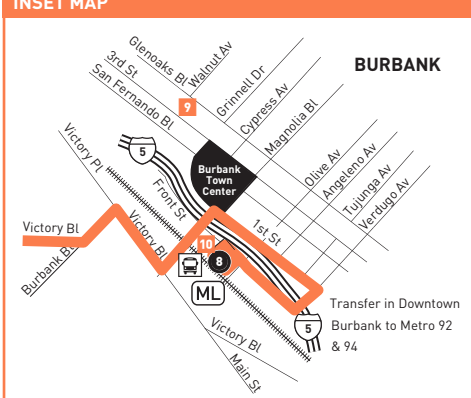 INSET MAP
BURBANK
Glenoaks Bl
Walnut Av
3rd St
Grinnell Dr
San Fernando Bl
Cypress Av
9
Magnolia Bl
Victory Pl
5
Burbank
Town
Center
Olive Av
Angeleno Av
Tujunga Av
Verdugo Av
Front St
1st St
Victory Bl
Victory Bl
10
8
Burbank Bl
ML
Transfer in Downtown
Burbank to Metro 92
& 94
5
Victory Bl
Main St